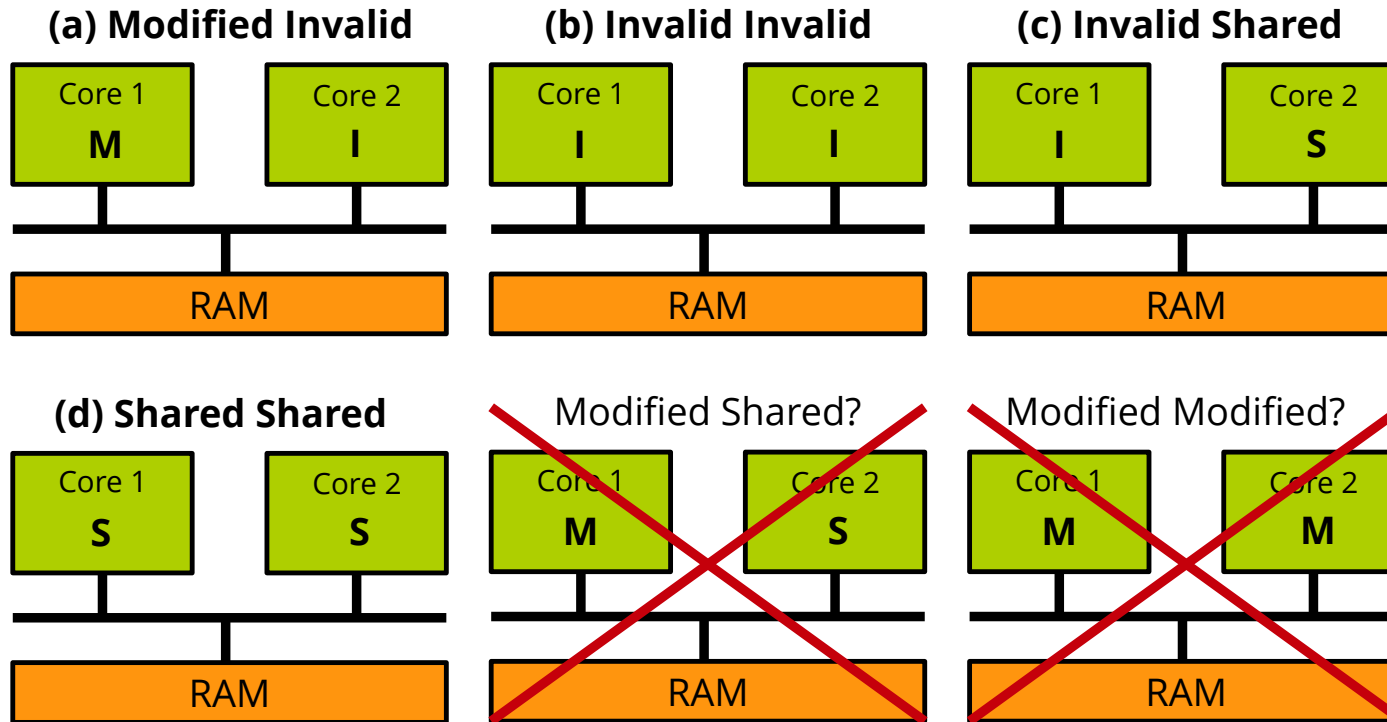 (a) Modified Invalid
Core 1
M
Core 2
I
RAM
(b) Invalid Invalid
Core 1
I
Core 2
I
RAM
(c) Invalid Shared
Core 1
I
Core 2
S
RAM
(d) Shared Shared
Core 1
S
Core 2
S
RAM
Modified Shared?
Core 1
M
Core 2
S
RAM
Modified Modified?
Core 1
M
Core 2
M
RAM